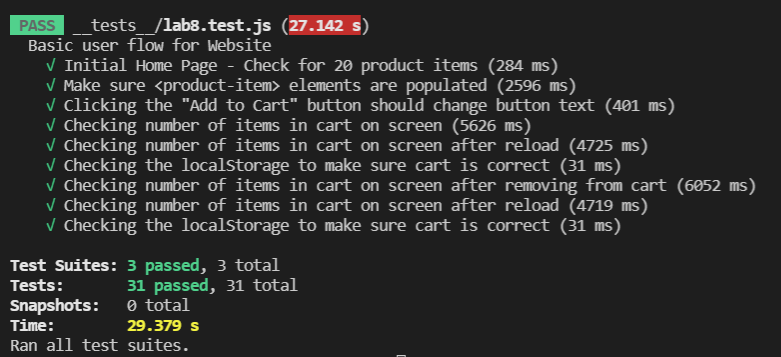 PASS __tests__/lab8.test.js (27.142 s)
Basic user flow for Website
√ Initial Home Page - Check for 20 product items (284 ms)
√ Make sure <product-item> elements are populated (2596 ms)
√ Clicking the "Add to Cart" button should change button text (401 ms)
√ Checking number of items in cart on screen (5626 ms)
√ Checking number of items in cart on screen after reload (4725 ms)
√ Checking the localStorage to make sure cart is correct (31 ms)
√ Checking number of items in cart on screen after removing from cart (6052 ms)
√ Checking number of items in cart on screen after reload (4719 ms)
√ Checking the localStorage to make sure cart is correct (31 ms)
Test Suites: 3 passed, 3 total
Tests: 31 passed, 31 total
Snapshots: 0 total
Time: 29.379 s
Ran all test suites.